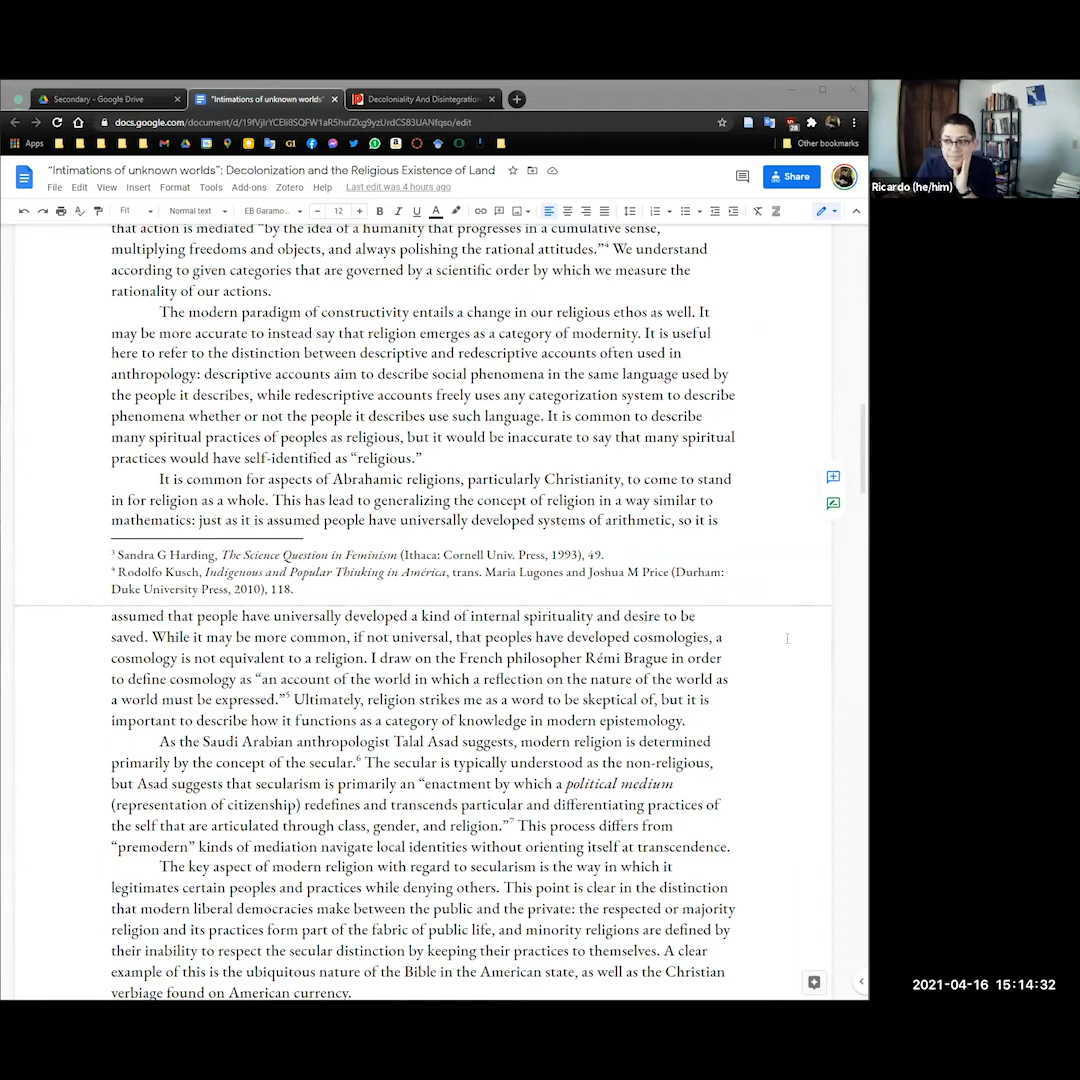 Secondary - Google Drive
"Intimations of unknown worlds"
Decoloniality And Disintegration
docs.google.com/document/d/
Apps
Other bookmarks
"Intimations of unknown worlds": Decolonization and the Religious Existence of Land
File Edit View Insert Format Tools Add-ons Zotero Help Last edit was 4 hours ago
Share
Fit Normal text EB Garamo... 12 B I U A
that action is mediated "by the idea of a humanity that progresses in a cumulative sense,
multiplying freedoms and objects, and always polishing the rational attitudes."⁴ We understand
according to given categories that are governed by a scientific order by which we measure the
rationality of our actions.
The modern paradigm of constructivity entails a change in our religious ethos as well. It
may be more accurate to instead say that religion emerges as a category of modernity. It is useful
here to refer to the distinction between descriptive and redescriptive accounts often used in
anthropology: descriptive accounts aim to describe social phenomena in the same language used by
the people it describes, while redescriptive accounts freely uses any categorization system to describe
phenomena whether or not the people it describes use such language. It is common to describe
many spiritual practices of peoples as religious, but it would be inaccurate to say that many spiritual
practices would have self-identified as "religious."
It is common for aspects of Abrahamic religions, particularly Christianity, to come to stand
in for religion as a whole. This has lead to generalizing the concept of religion in a way similar to
mathematics: just as it is assumed people have universally developed systems of arithmetic, so it is
³ Sandra G Harding, The Science Question in Feminism (Ithaca: Cornell Univ. Press, 1993), 49.
⁴ Rodolfo Kusch, Indigenous and Popular Thinking in América, trans. Maria Lugones and Joshua M Price (Durham:
Duke University Press, 2010), 118.
assumed that people have universally developed a kind of internal spirituality and desire to be
saved. While it may be more common, if not universal, that peoples have developed cosmologies, a
cosmology is not equivalent to a religion. I draw on the French philosopher Rémi Brague in order
to define cosmology as "an account of the world in which a reflection on the nature of the world as
a world must be expressed."⁵ Ultimately, religion strikes me as a word to be skeptical of, but it is
important to describe how it functions as a category of knowledge in modern epistemology.
As the Saudi Arabian anthropologist Talal Asad suggests, modern religion is determined
primarily by the concept of the secular.⁶ The secular is typically understood as the non-religious,
but Asad suggests that secularism is primarily an "enactment by which a political medium
(representation of citizenship) redefines and transcends particular and differentiating practices of
the self that are articulated through class, gender, and religion."⁷ This process differs from
"premodern" kinds of mediation navigate local identities without orienting itself at transcendence.
The key aspect of modern religion with regard to secularism is the way in which it
legitimates certain peoples and practices while denying others. This point is clear in the distinction
that modern liberal democracies make between the public and the private: the respected or majority
religion and its practices form part of the fabric of public life, and minority religions are defined by
their inability to respect the secular distinction by keeping their practices to themselves. A clear
example of this is the ubiquitous nature of the Bible in the American state, as well as the Christian
verbiage found on American currency.
Ricardo (he/him)
2021-04-16 15:14:32